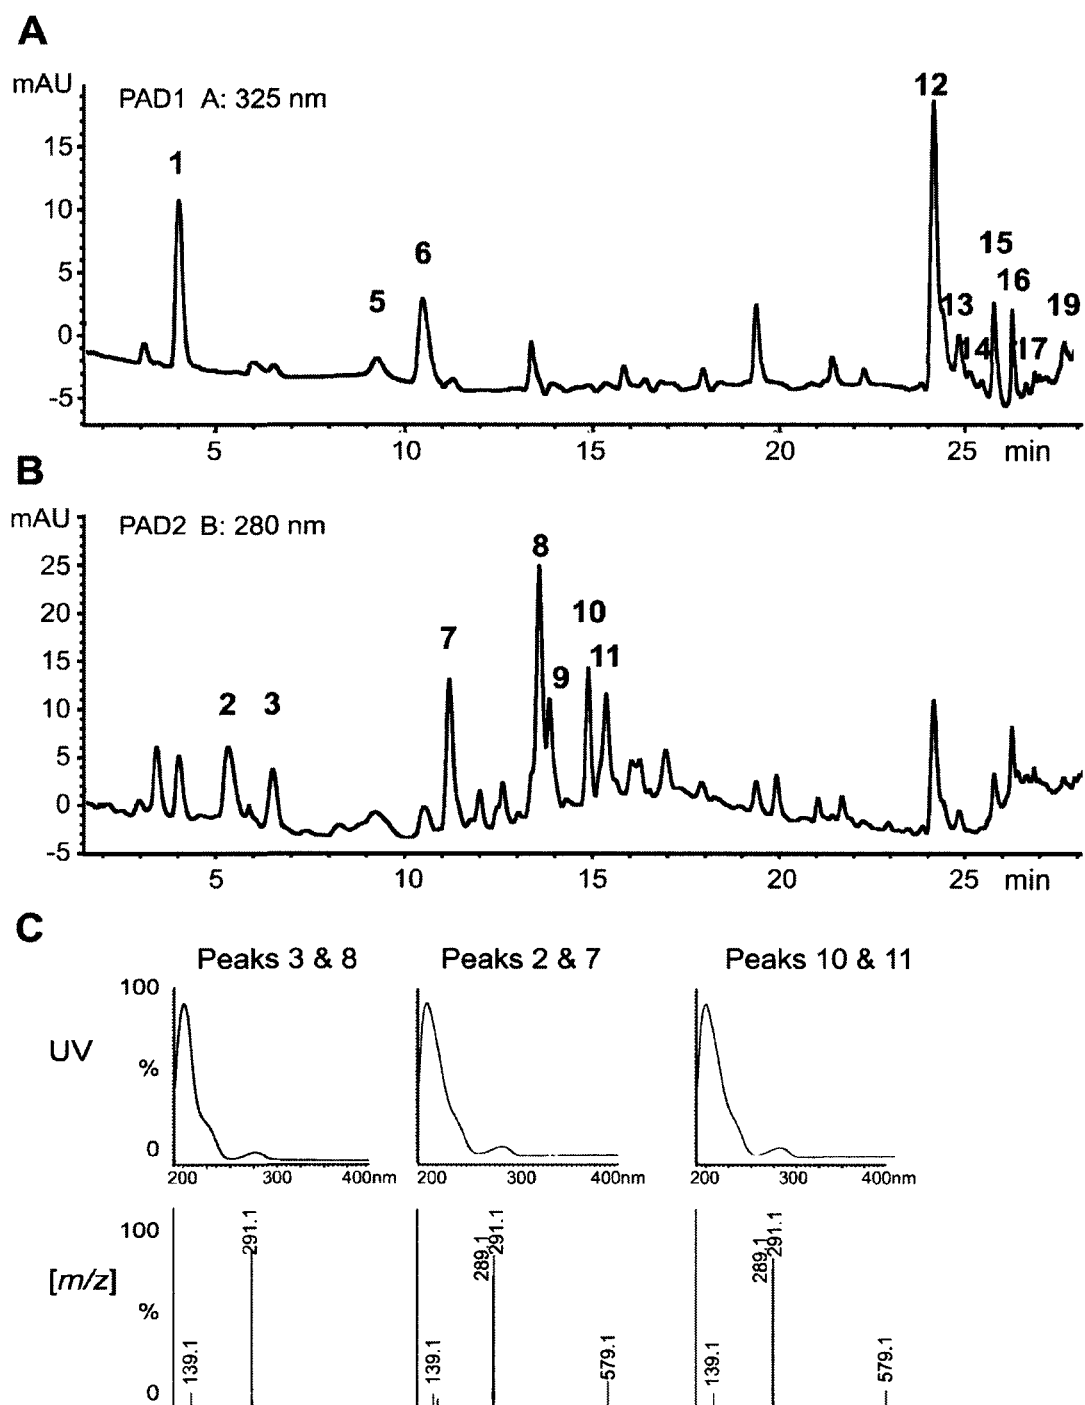 A
mAU
PAD1 A: 325 nm
12
15
1
10
6
15
5
5
16
13
19
0
14
17
-5
5 10 15 20 25 min
B
mAU
PAD2 B: 280 nm
8
25
20
10
7
15
11
9
10
2 3
5
0
-5
5 10 15 20 25 min
C
Peaks 3 & 8 Peaks 2 & 7 Peaks 10 & 11
100
UV
%
0
200 300 400nm 200 300 400nm 200 300 400nm
100
291.1 289.1 291.1 289.1 291.1
[m/z]
%
139.1 139.1 579.1 139.1 579.1
0